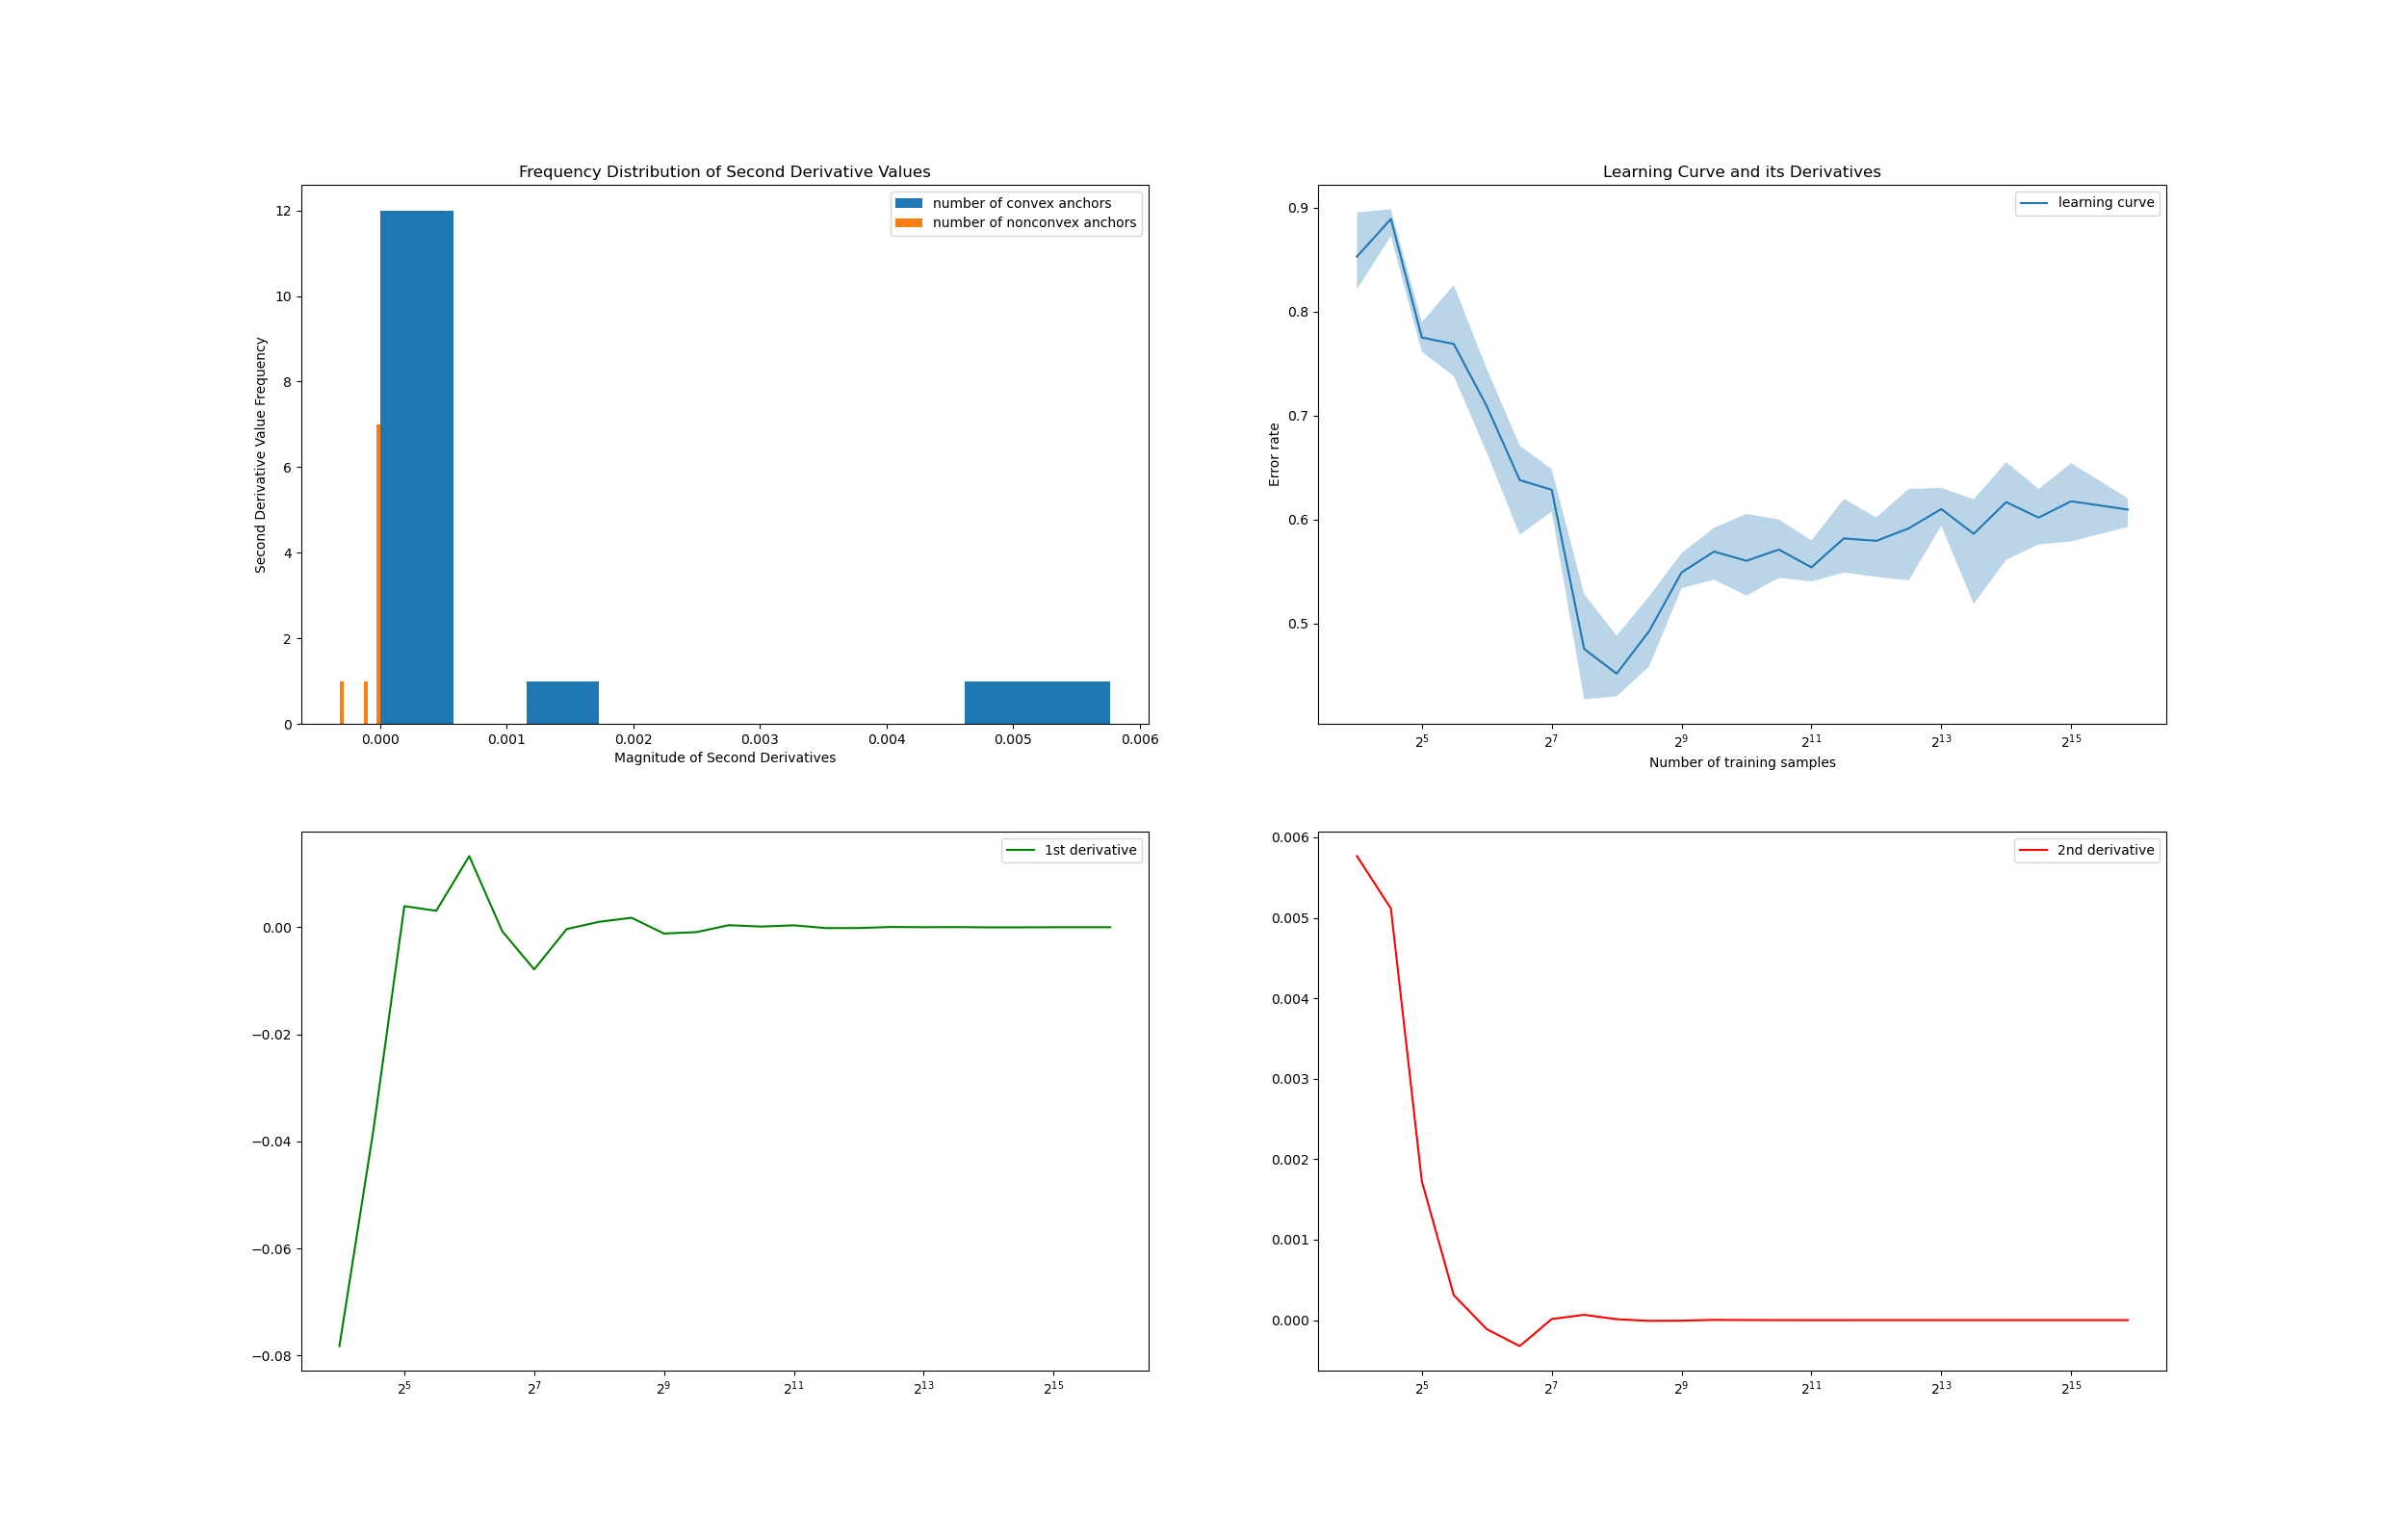 Frequency Distribution of Second Derivative Values
number of convex anchors
number of nonconvex anchors
12
10
8
6
4
2
0
Second Derivative Value Frequency
0.000 0.001 0.002 0.003 0.004 0.005 0.006
Magnitude of Second Derivatives
Learning Curve and its Derivatives
learning curve
0.9
0.8
0.7
0.6
0.5
Error rate
2^5 2^7 2^9 2^11 2^13 2^15
Number of training samples
1st derivative
0.00
−0.02
−0.04
−0.06
−0.08
2^5 2^7 2^9 2^11 2^13 2^15
2nd derivative
0.006
0.005
0.004
0.003
0.002
0.001
0.000
2^5 2^7 2^9 2^11 2^13 2^15